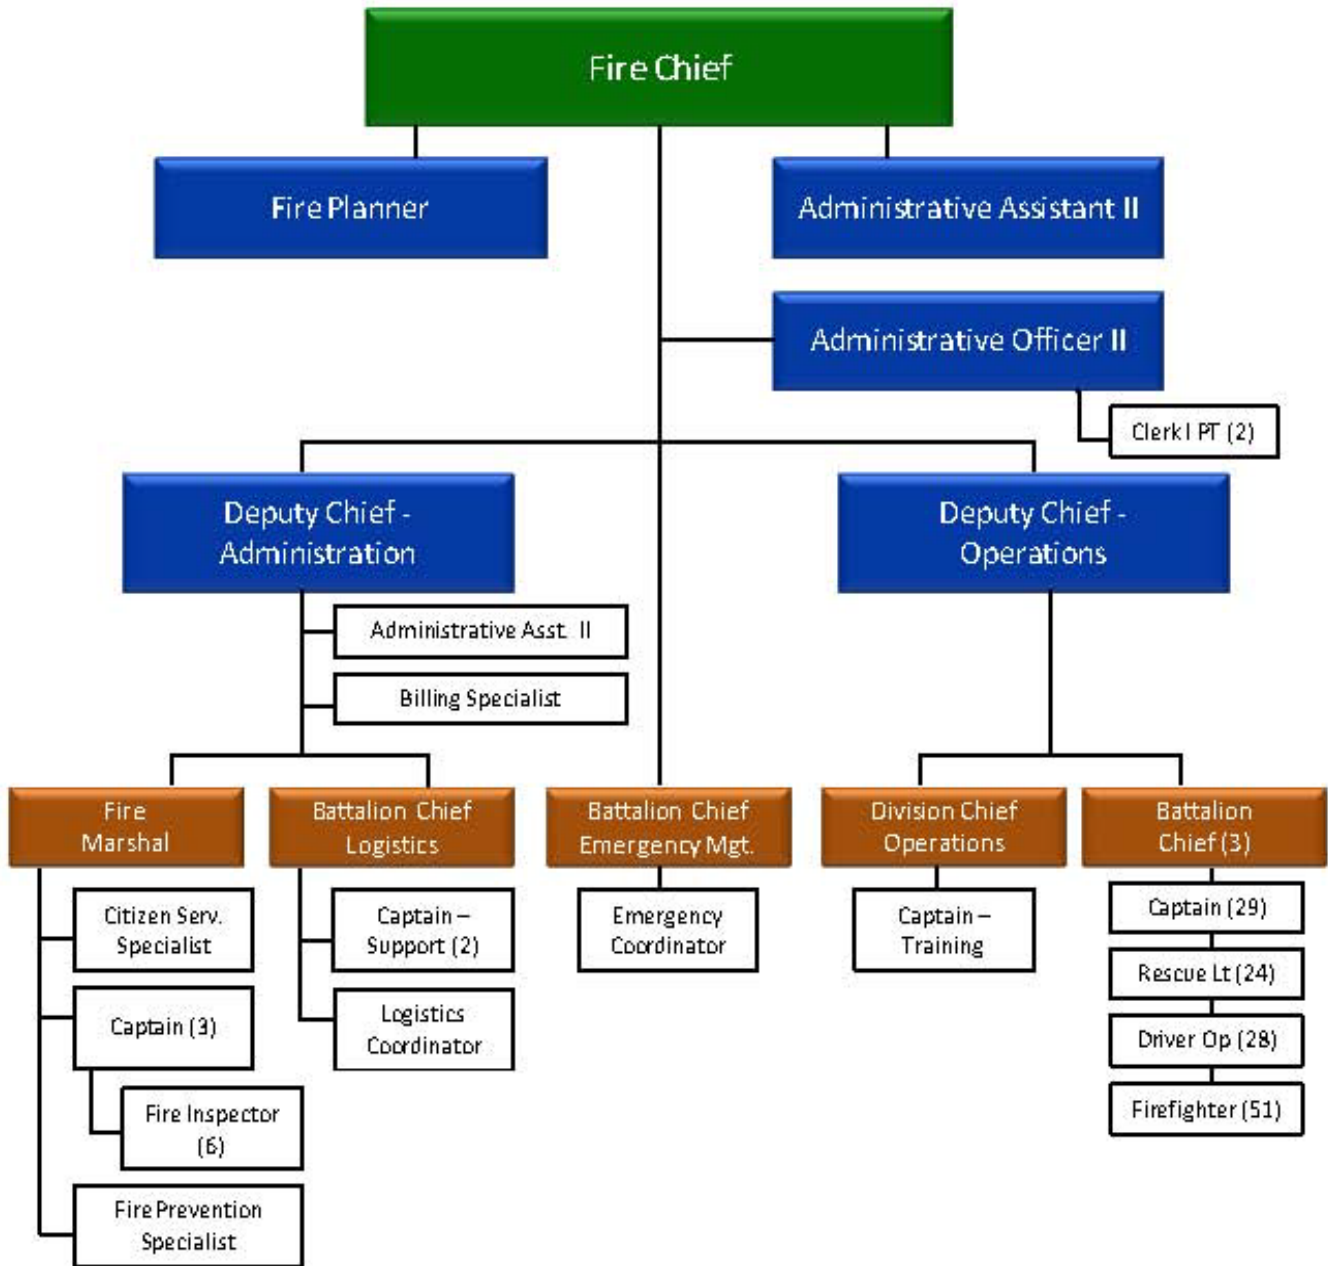 Fire Chief
Fire Planner
Administrative Assistant II
Administrative Officer II
Clerk I PT (2)
Deputy Chief -
Administration
Deputy Chief -
Operations
Administrative Asst. II
Billing Specialist
Fire
Marshal
Battalion Chief
Logistics
Battalion Chief
Emergency Mgt.
Division Chief
Operations
Battalion
Chief (3)
Citizen Serv.
Specialist
Captain (3)
Fire Inspector
(6)
Fire Prevention
Specialist
Captain –
Support (2)
Logistics
Coordinator
Emergency
Coordinator
Captain –
Training
Captain (29)
Rescue Lt (24)
Driver Op (28)
Firefighter (51)